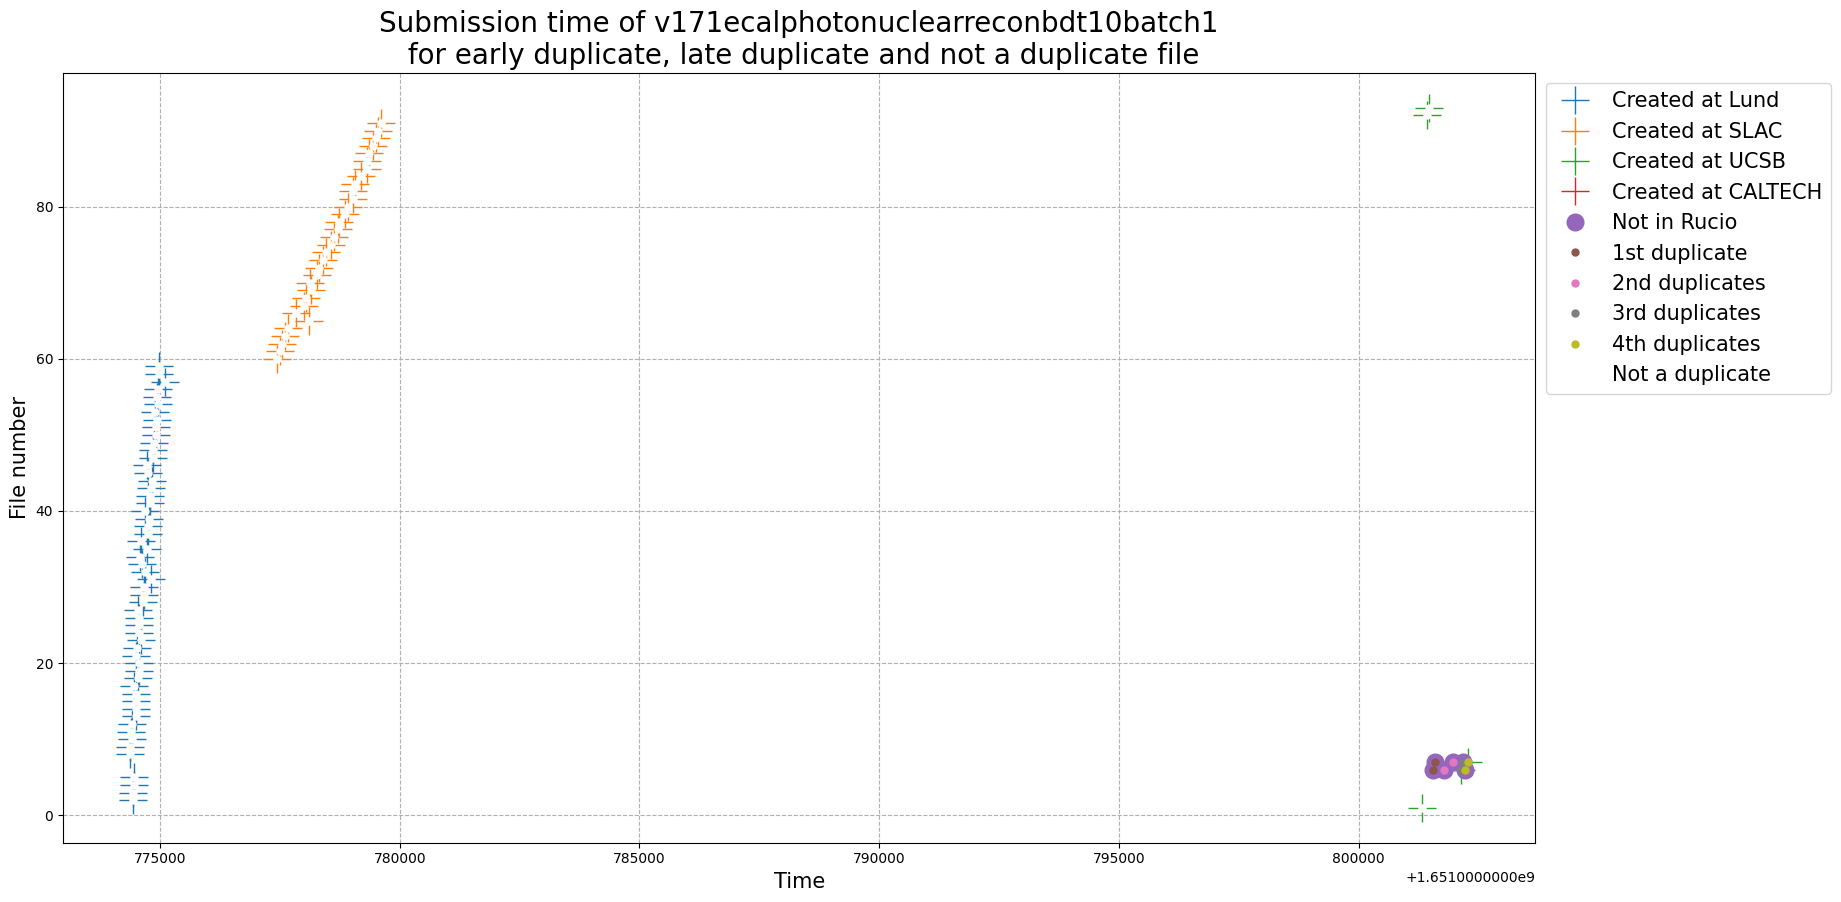 Submission time of v171ecalphotonuclearreconbdt10batch1
for early duplicate, late duplicate and not a duplicate file
File number
80
60
40
20
0
775000
780000
785000
790000
795000
800000
+1.6510000000e9
Time
Created at Lund
Created at SLAC
Created at UCSB
Created at CALTECH
Not in Rucio
1st duplicate
2nd duplicates
3rd duplicates
4th duplicates
Not a duplicate